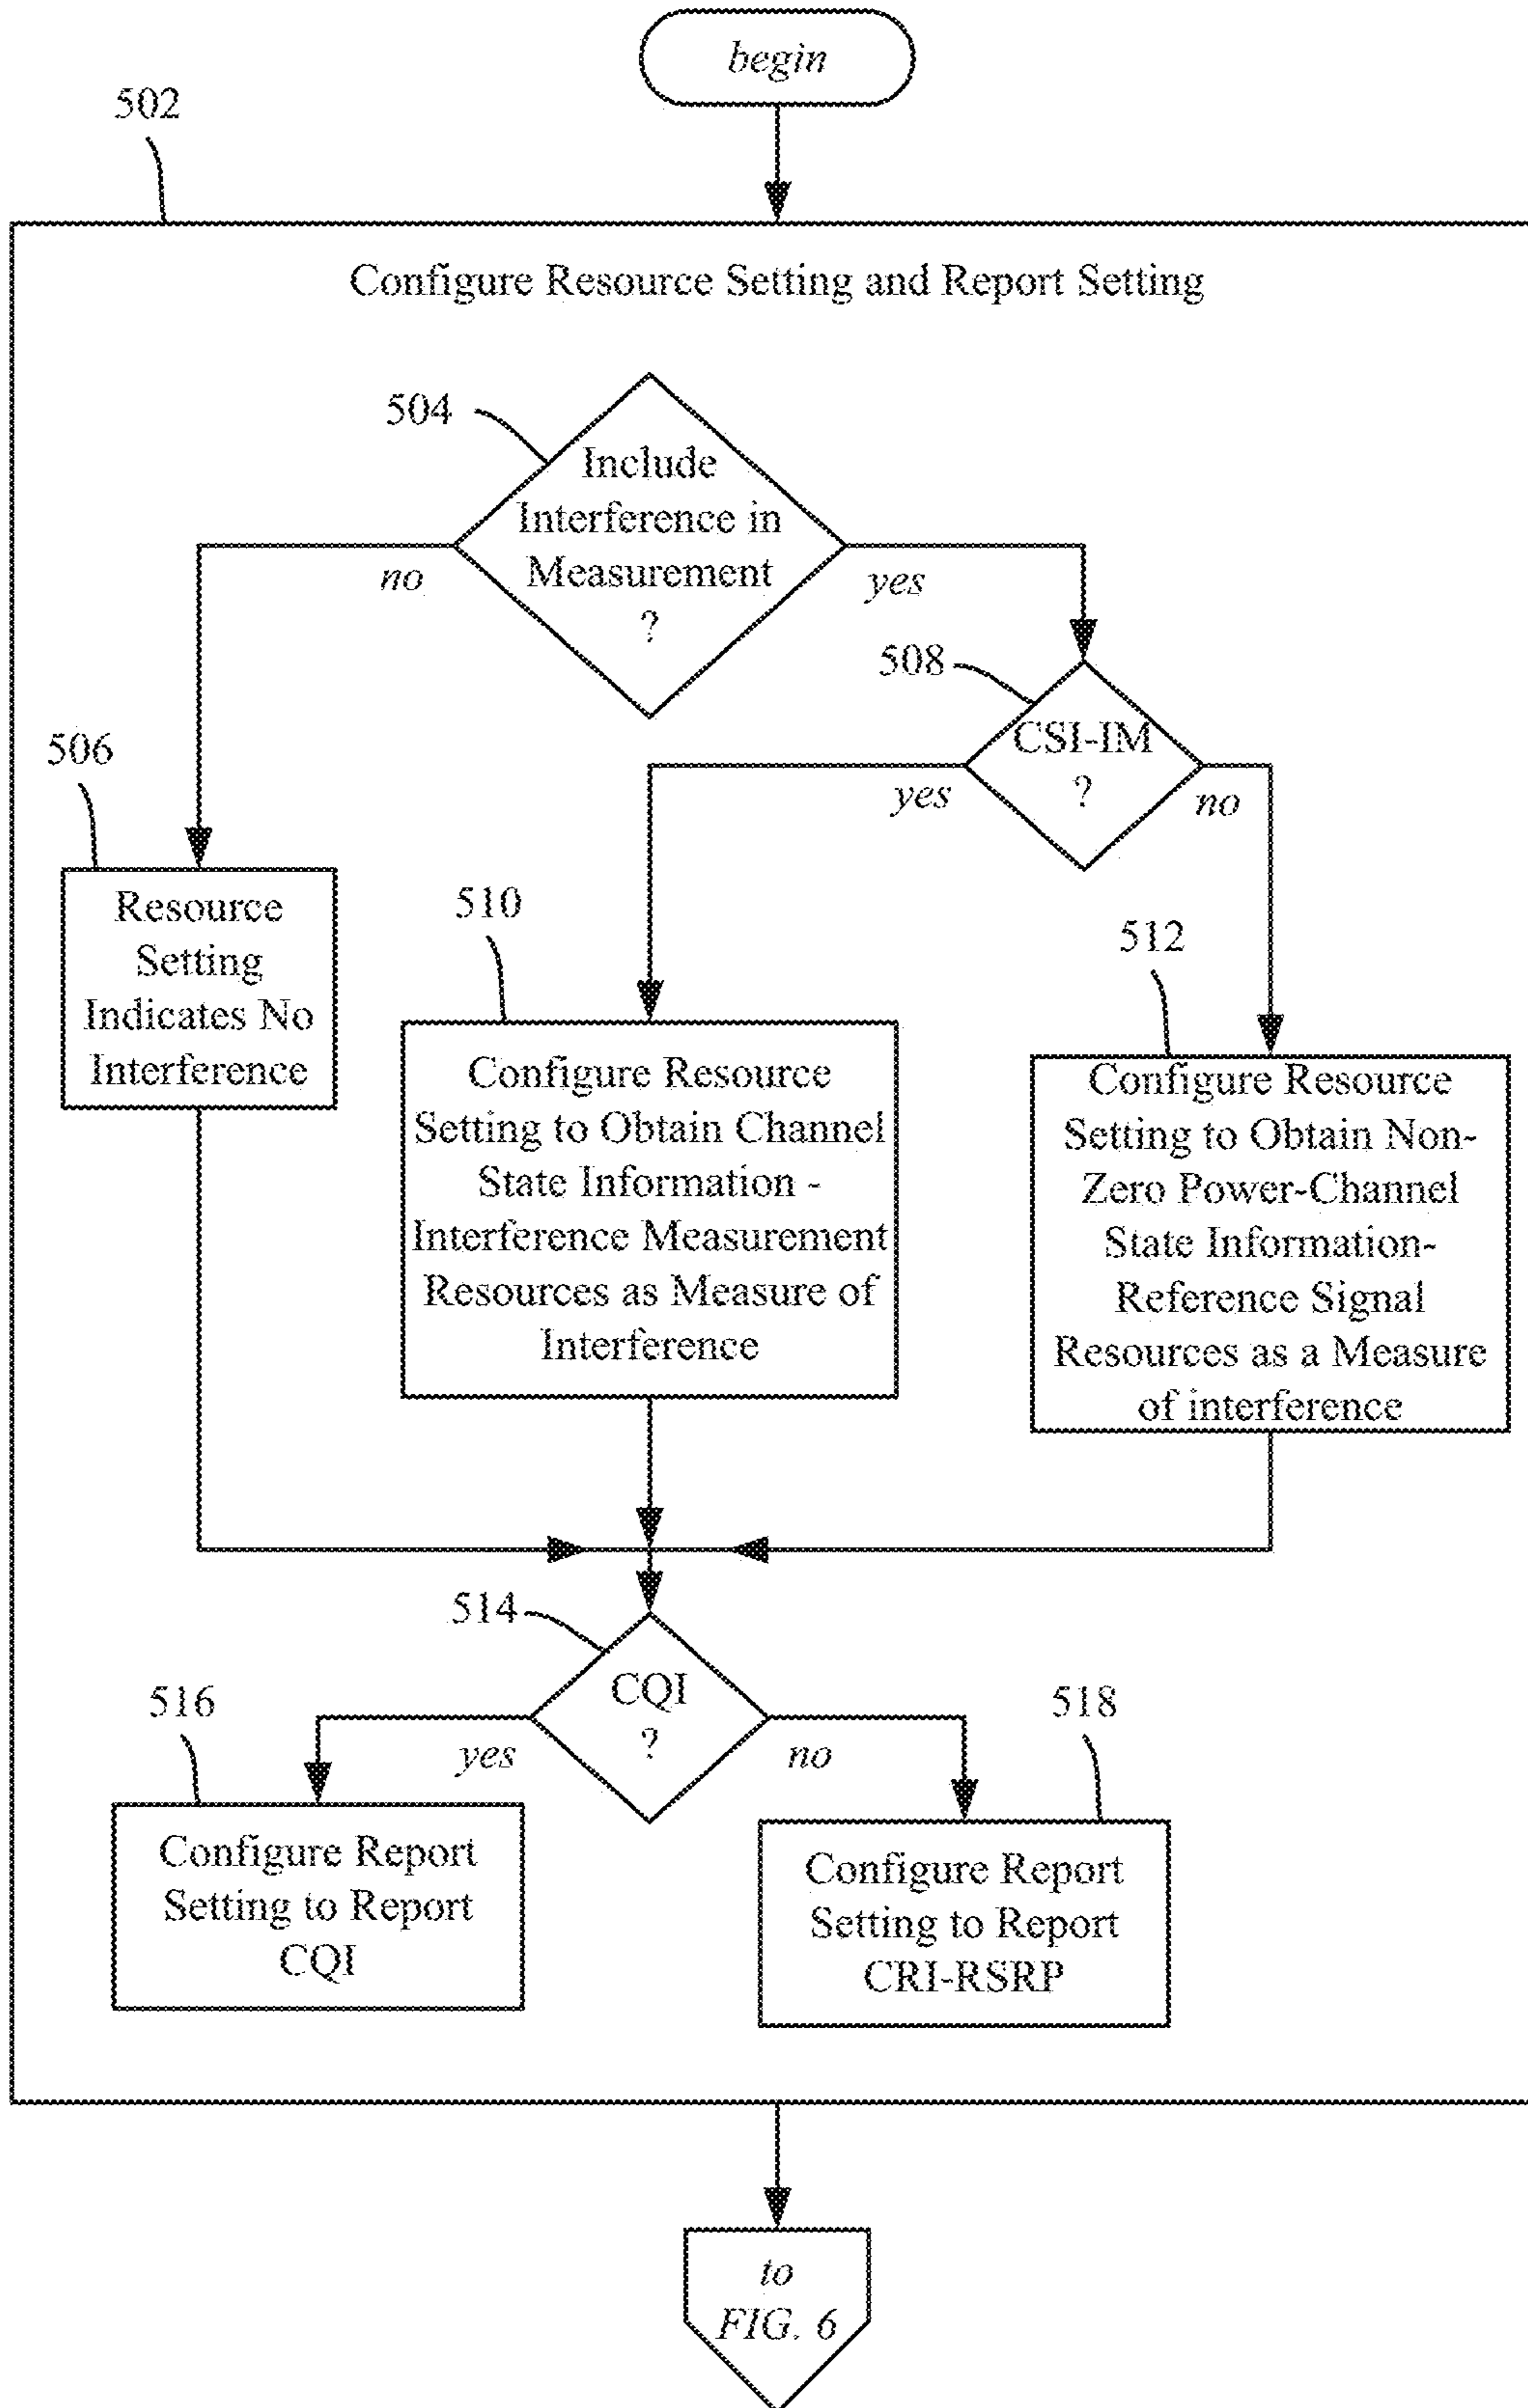 begin
502
Configure Resource Setting and Report Setting
504
Include
Interference in
Measurement
?
no
yes
508
CSI-IM
?
yes
no
506
Resource
Setting
Indicates No
Interference
510
Configure Resource
Setting to Obtain Channel
State Information -
Interference Measurement
Resources as Measure of
Interference
512
Configure Resource
Setting to Obtain Non-
Zero Power-Channel
State Information-
Reference Signal
Resources as a Measure
of interference
514
CQI
?
yes
no
516
Configure Report
Setting to Report
CQI
518
Configure Report
Setting to Report
CRI-RSRP
to
FIG. 6